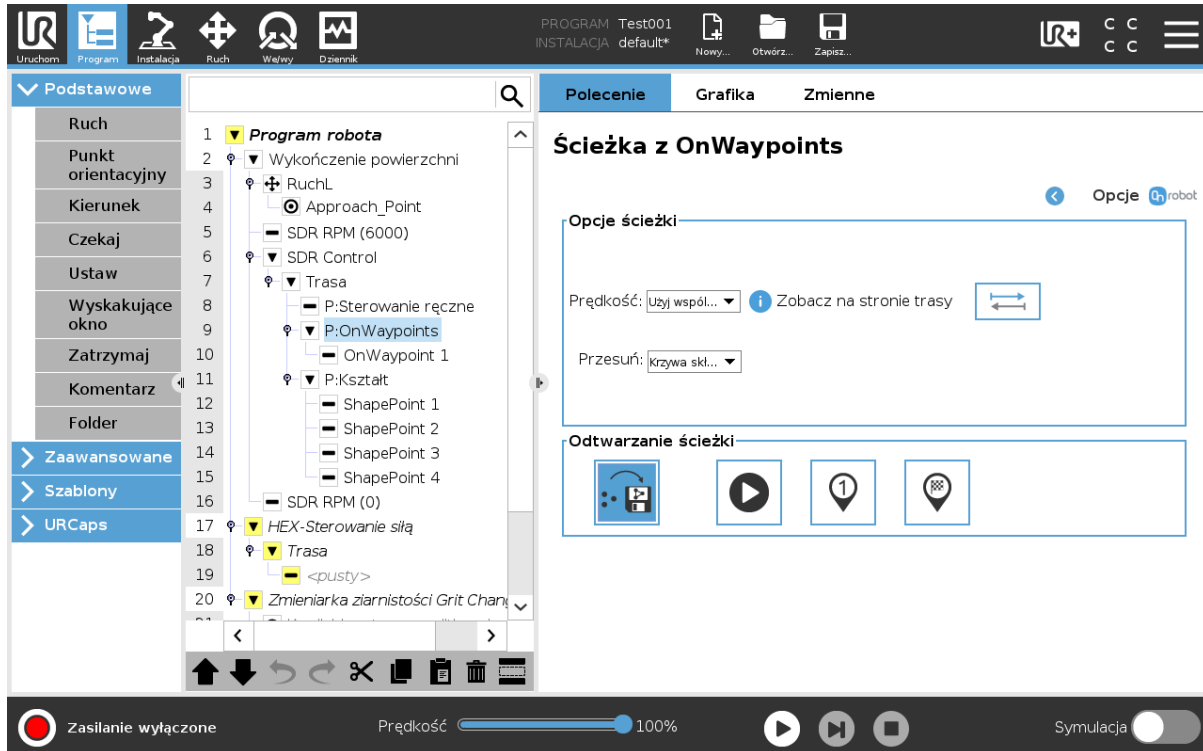 UR
Uruchom
Program
Instalacja
Ruch
We/wy
Dziennik
PROGRAM Test001
INSTALACJA default*
Nowy...
Otwórz...
Zapisz...
UR+
C C
C C
Podstawowe
Ruch
Punkt
orientacyjny
Kierunek
Czekaj
Ustaw
Wyskakujące
okno
Zatrzymaj
Komentarz
Folder
Zaawansowane
Szablony
URCaps
1 Program robota
2 Wykończenie powierzchni
3 RuchL
4 Approach_Point
5 SDR RPM (6000)
6 SDR Control
7 Trasa
8 P:Sterowanie ręczne
9 P:OnWaypoints
10 OnWaypoint 1
11 P:Kształt
12 ShapePoint 1
13 ShapePoint 2
14 ShapePoint 3
15 ShapePoint 4
16 SDR RPM (0)
17 HEX-Sterowanie siłą
18 Trasa
19 <pusty>
20 Zmieniarka ziarnistości Grit Chang
Polecenie Grafika Zmienne
Ścieżka z OnWaypoints
Opcje On robot
Opcje ścieżki
Prędkość: Użyj wspól... i Zobacz na stronie trasy
Przesuń: Krzywa skł...
Odtwarzanie ścieżki
1
Zasilanie wyłączone
Prędkość 100%
Symulacja